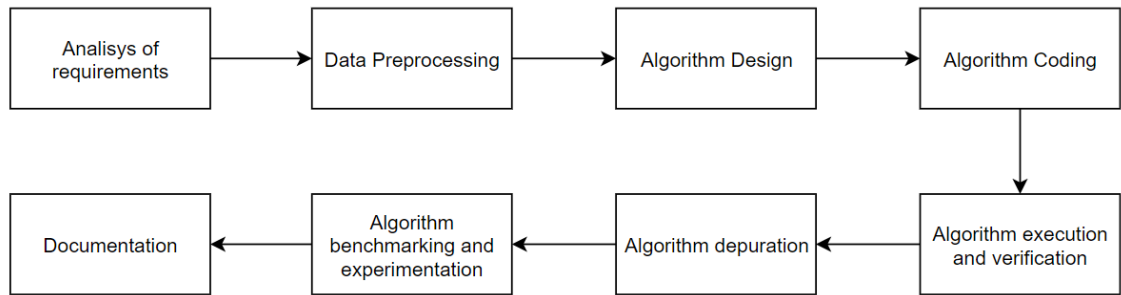 Analisys of
requirements
Data Preprocessing
Algorithm Design
Algorithm Coding
Algorithm execution
and verification
Algorithm depuration
Algorithm
benchmarking and
experimentation
Documentation